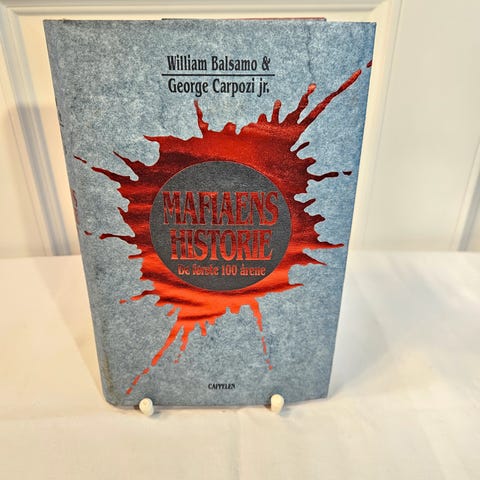 William Balsamo &
George Carpozi jr.
MAFIAENS
HISTORIE
De første 100 årene
CAPPELEN